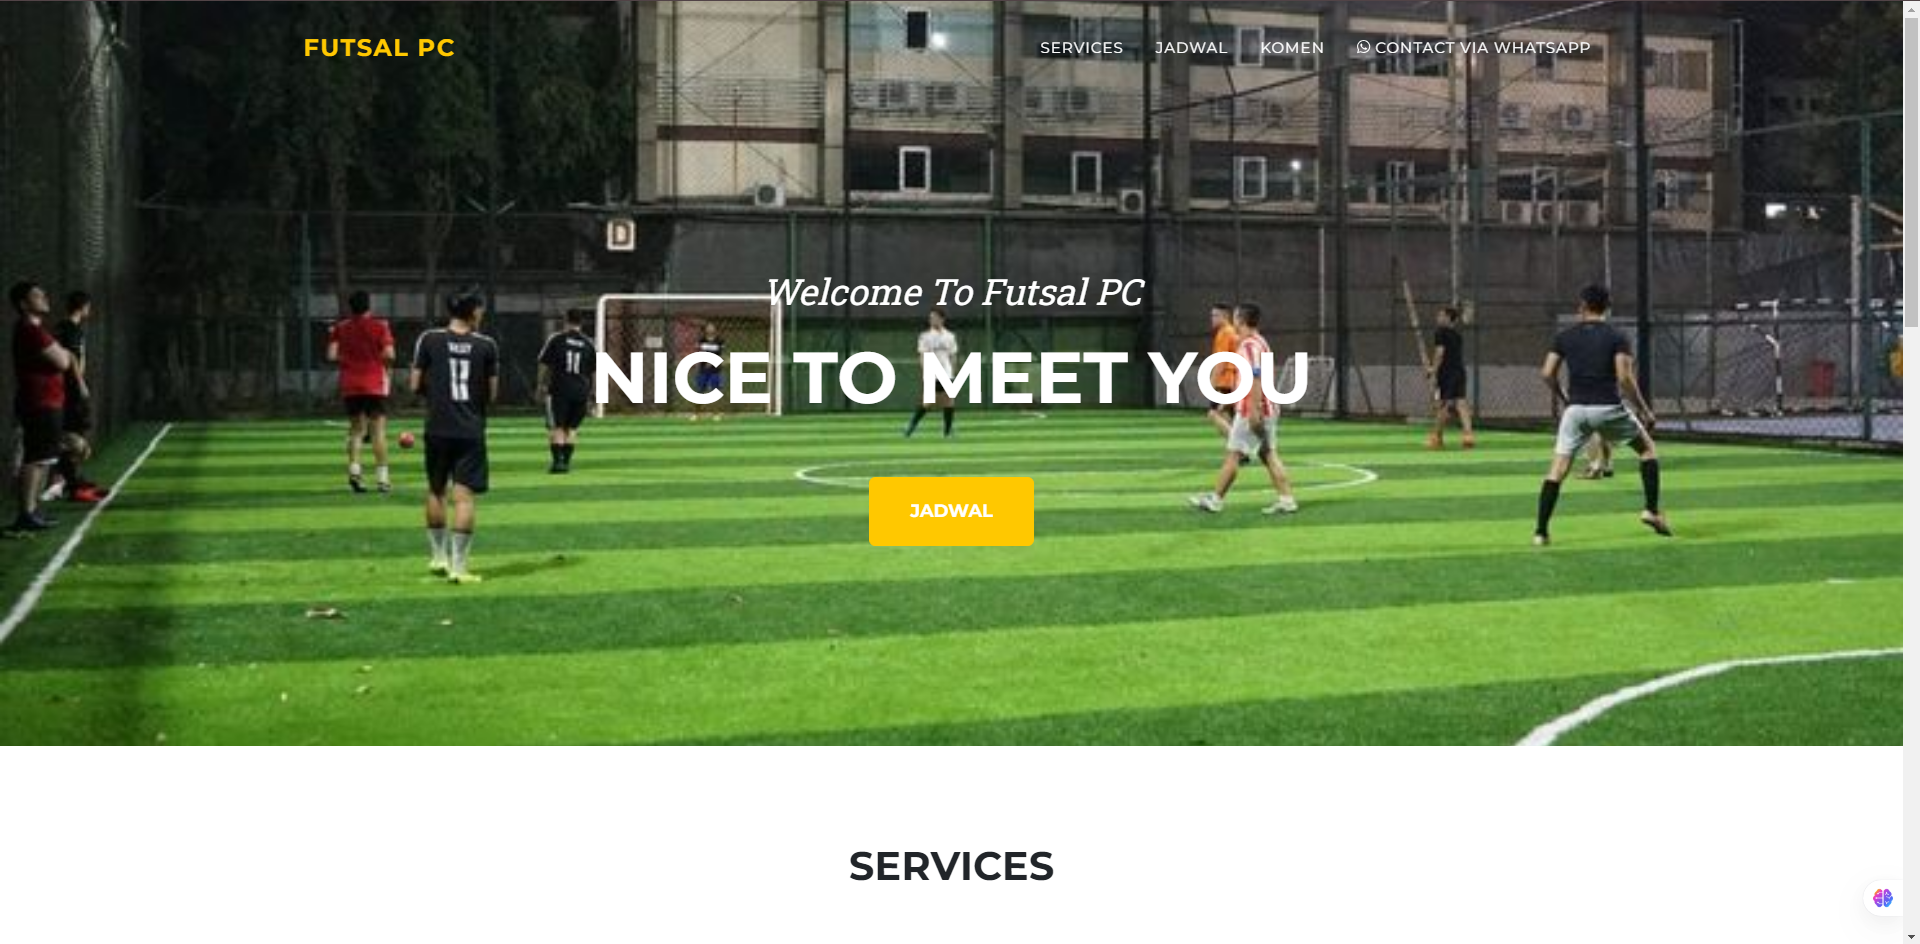 FUTSAL PC
SERVICES JADWAL KOMEN CONTACT VIA WHATSAPP
D
Welcome To Futsal PC
NICE TO MEET YOU
JADWAL
SERVICES